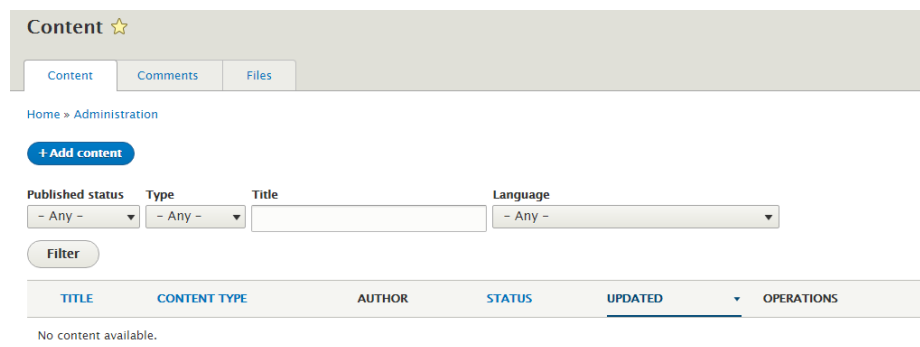 Content
Content Comments Files
Home » Administration
+ Add content
Published status Type Title Language
- Any - - Any - - Any -
Filter
TITLE CONTENT TYPE AUTHOR STATUS UPDATED OPERATIONS
No content available.